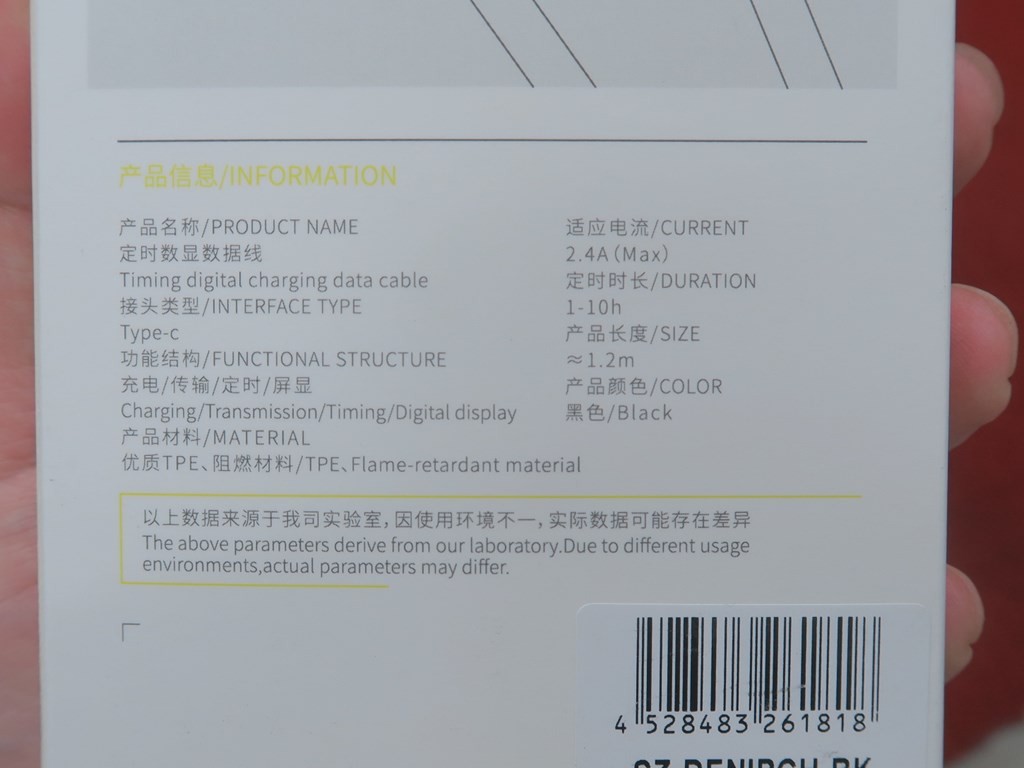 产品信息/INFORMATION
产品名称/PRODUCT NAME
定时数显数据线
Timing digital charging data cable
接头类型/INTERFACE TYPE
Type-c
功能结构/FUNCTIONAL STRUCTURE
充电/传输/定时/屏显
Charging/Transmission/Timing/Digital display
产品材料/MATERIAL
优质TPE、阻燃材料/TPE、Flame-retardant material
适应电流/CURRENT
2.4A(Max)
定时时长/DURATION
1-10h
产品长度/SIZE
≈1.2m
产品颜色/COLOR
黑色/Black
以上数据来源于我司实验室,因使用环境不一,实际数据可能存在差异
The above parameters derive from our laboratory.Due to different usage
environments,actual parameters may differ.
4 528483 261818